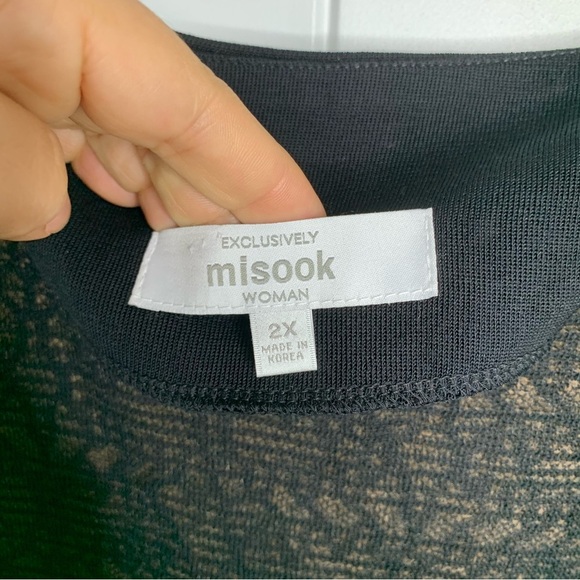 EXCLUSIVELY
misook
WOMAN
2X
MADE IN
KOREA